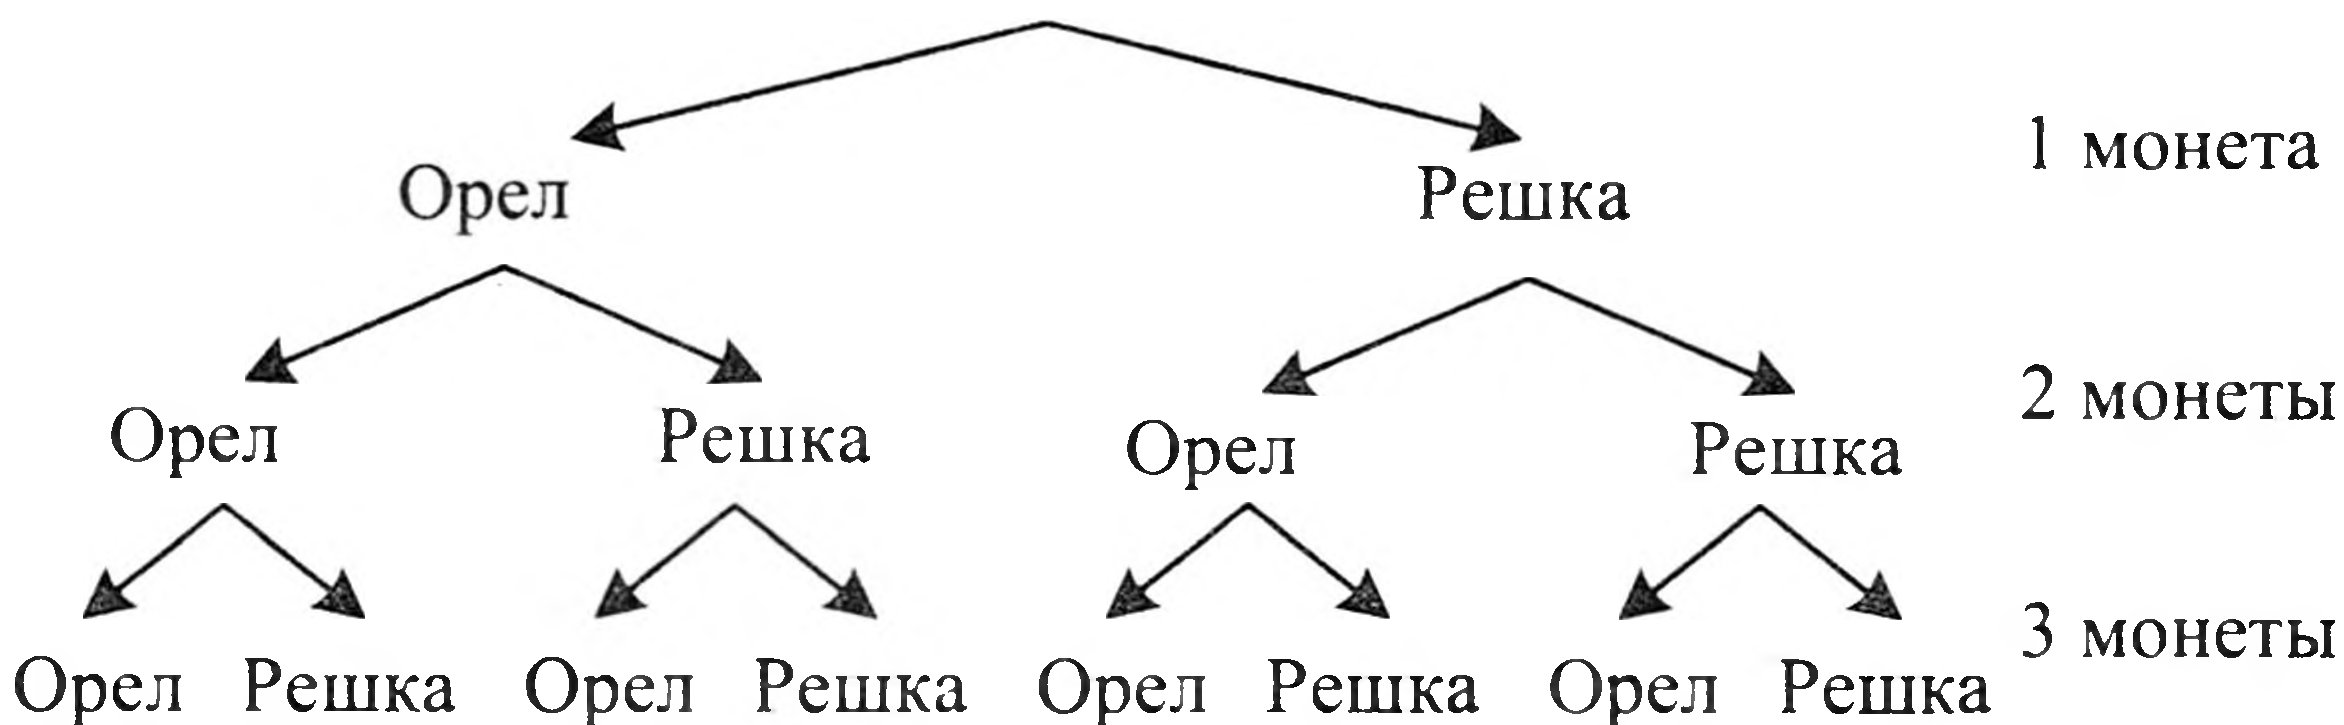 1 монета
Орел Решка
2 монеты
Орел Решка Орел Решка
3 монеты
Орел Решка Орел Решка Орел Решка Орел Решка